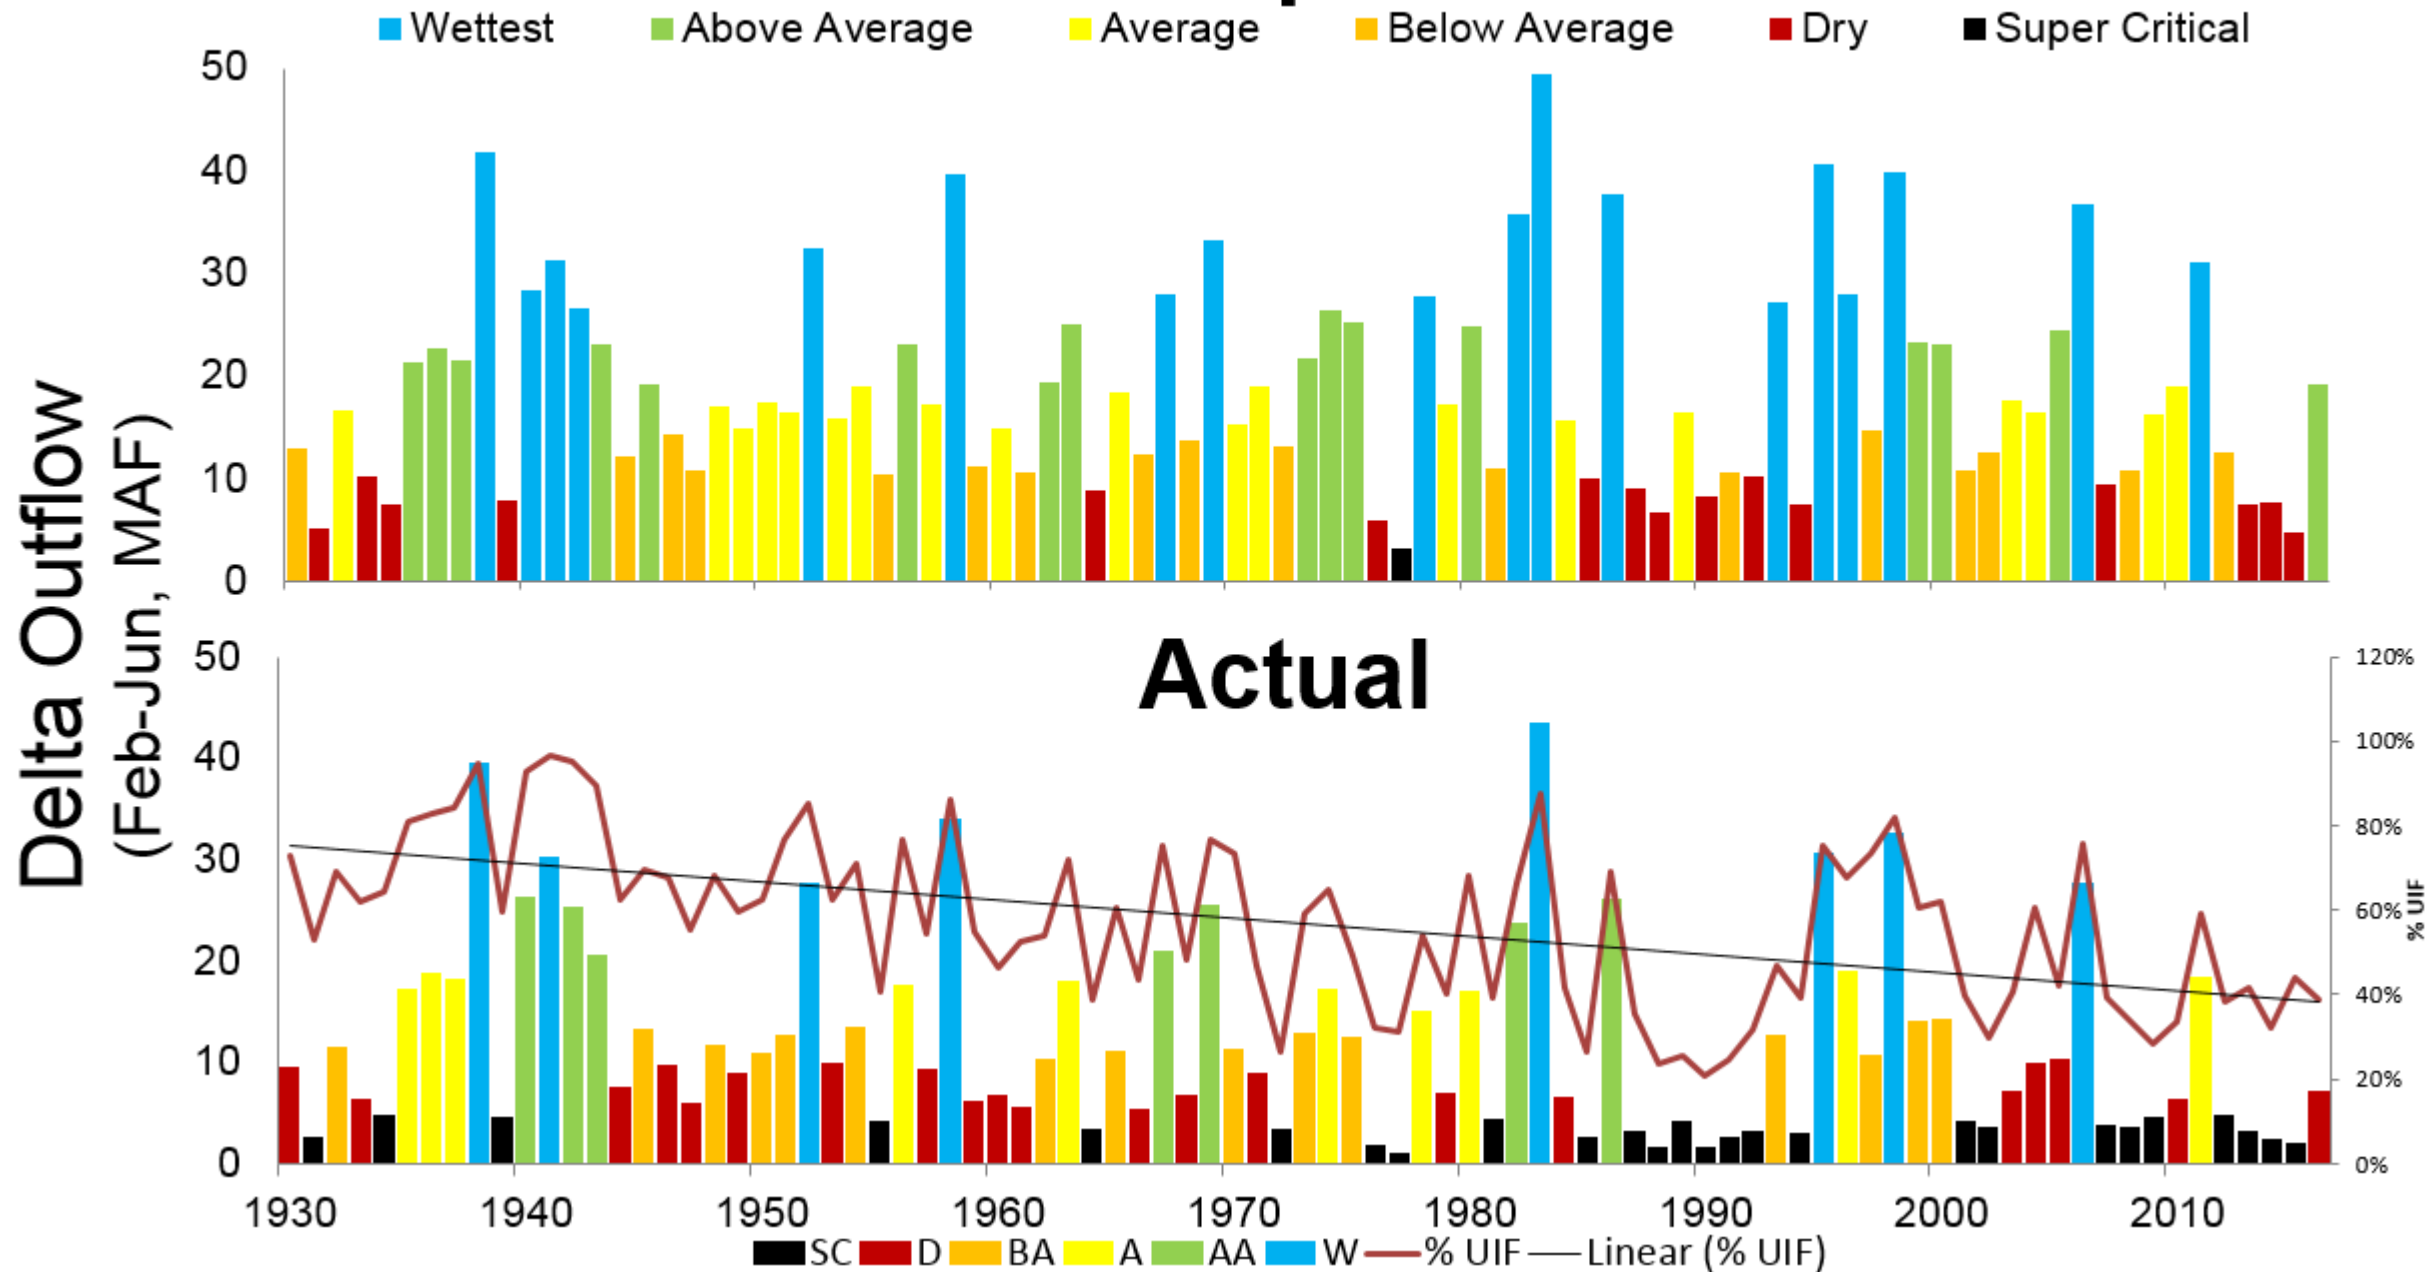 Wettest Above Average Average Below Average Dry Super Critical
50
40
30
20
10
0
Delta Outflow
(Feb-Jun, MAF)
Actual
50
40
30
20
10
0
120%
100%
80%
60%
40%
20%
0%
% UIF
1930 1940 1950 1960 1970 1980 1990 2000 2010
SC D BA A AA W % UIF Linear (% UIF)